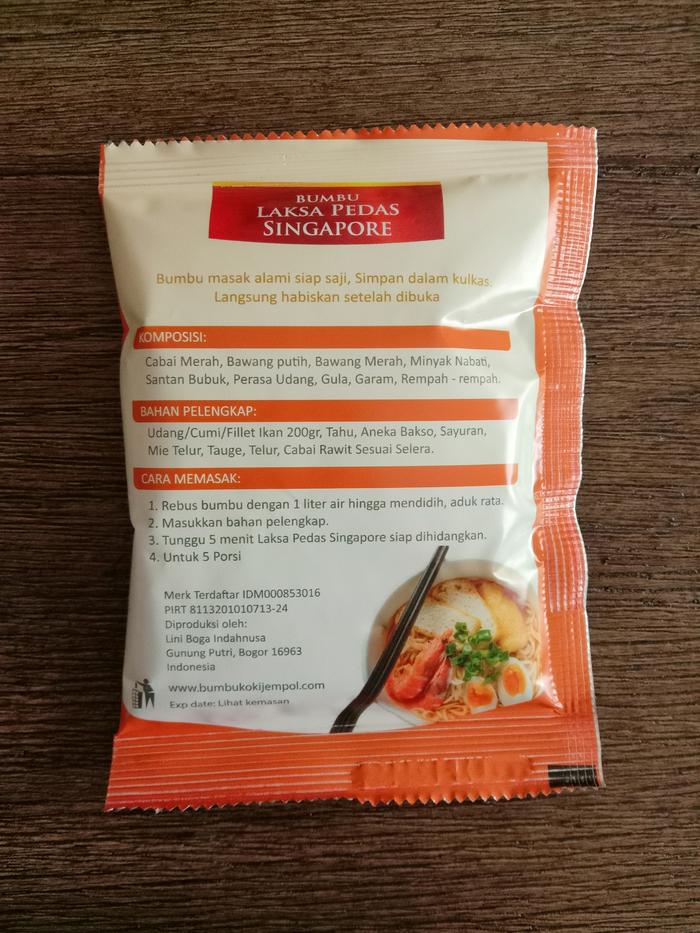 BUMBU
LAKSA PEDAS
SINGAPORE
Bumbu masak alami siap saji, Simpan dalam kulkas.
Langsung habiskan setelah dibuka
KOMPOSISI:
Cabai Merah, Bawang putih, Bawang Merah, Minyak Nabati,
Santan Bubuk, Perasa Udang, Gula, Garam, Rempah - rempah.
BAHAN PELENGKAP:
Udang/Cumi/Fillet Ikan 200gr, Tahu, Aneka Bakso, Sayuran,
Mie Telur, Tauge, Telur, Cabai Rawit Sesuai Selera.
CARA MEMASAK:
1. Rebus bumbu dengan 1 liter air hingga mendidih, aduk rata.
2. Masukkan bahan pelengkap.
3. Tunggu 5 menit Laksa Pedas Singapore siap dihidangkan.
4. Untuk 5 Porsi
Merk Terdaftar IDM000853016
PIRT 8113201010713-24
Diproduksi oleh:
Lini Boga Indahnusa
Gunung Putri, Bogor 16963
Indonesia
www.bumbukokijempol.com
Exp date: Lihat kemasan